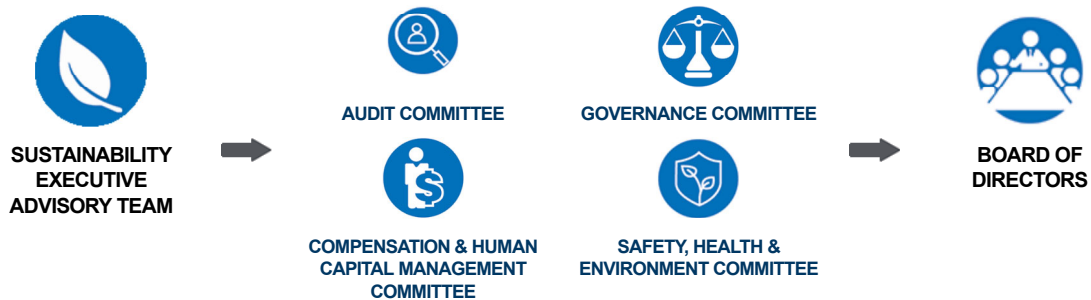 SUSTAINABILITY
EXECUTIVE
ADVISORY TEAM
AUDIT COMMITTEE
GOVERNANCE COMMITTEE
COMPENSATION & HUMAN
CAPITAL MANAGEMENT
COMMITTEE
SAFETY, HEALTH &
ENVIRONMENT COMMITTEE
BOARD OF
DIRECTORS